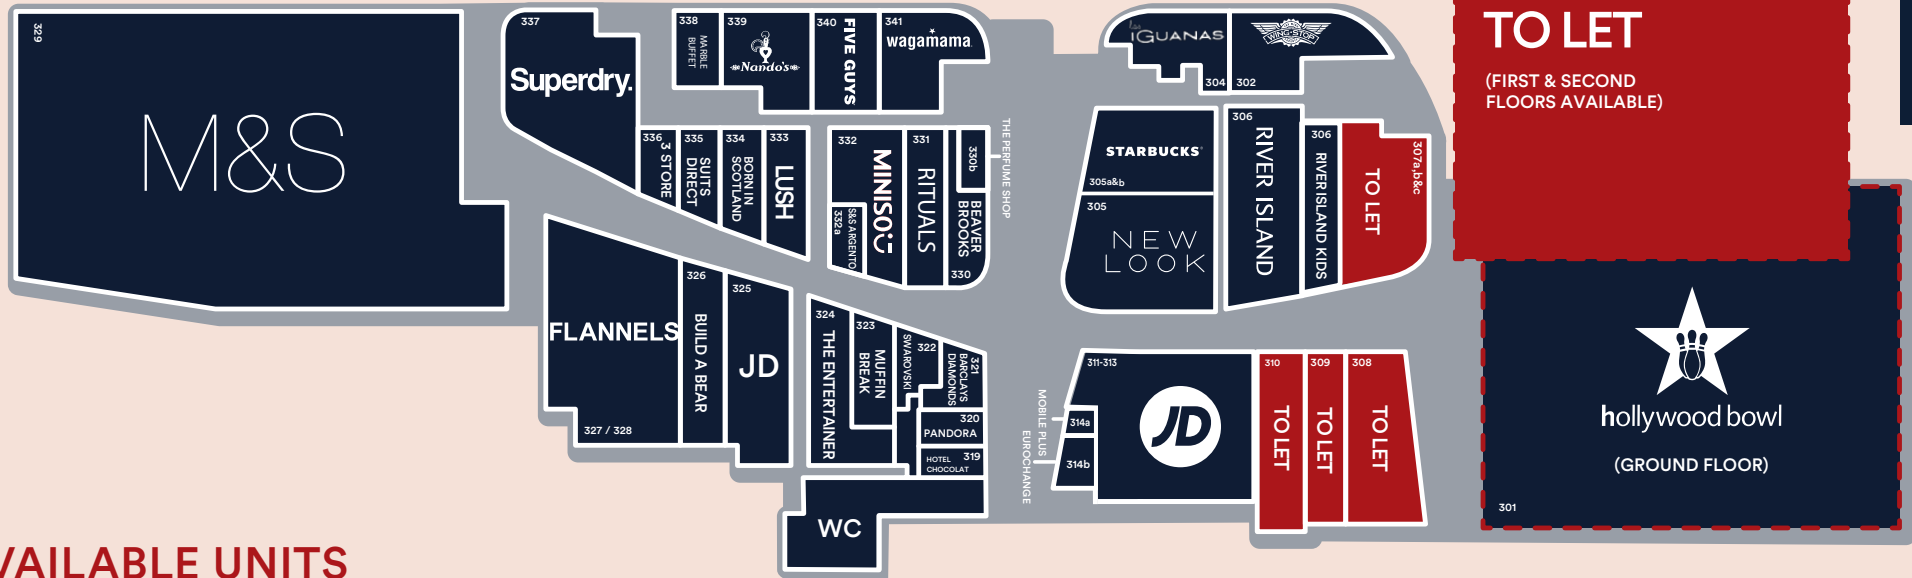 329
M&S
337
Superdry.
338
MARBLE
BUFFET
339
Nando's
340
FIVE GUYS
341
wagamama
las
iGUANAS
304
WING·STOP
302
TO LET
(FIRST & SECOND
FLOORS AVAILABLE)
336
3 STORE
335
SUITS
DIRECT
334
BORN IN
SCOTLAND
333
LUSH
332
MINISO
332a
S&S ARGENTO
331
RITUALS
330b
BEAVER
BROOKS
330
THE PERFUME SHOP
STARBUCKS
305a&b
305
NEW
LOOK
306
RIVER ISLAND
306
RIVER ISLAND KIDS
TO LET
307a,b&c
FLANNELS
327 / 328
326
BUILD A BEAR
325
JD
324
THE ENTERTAINER
323
MUFFIN
BREAK
SWAROVSKI
322
321
BARCLAYS
DIAMONDS
320
PANDORA
319
HOTEL
CHOCOLAT
WC
MOBILE PLUS
EUROCHANGE
311-313
314a
314b
JD
310
TO LET
309
TO LET
308
TO LET
hollywood bowl
(GROUND FLOOR)
301
VAILABLE UNITS